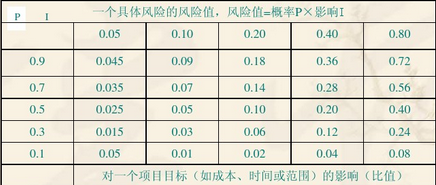 P I 一个具体风险的风险值，风险值=概率P×影响I
0.05 0.10 0.20 0.40 0.80
0.9 0.045 0.09 0.18 0.36 0.72
0.7 0.035 0.07 0.14 0.28 0.56
0.5 0.025 0.05 0.10 0.20 0.40
0.3 0.015 0.03 0.06 0.12 0.24
0.1 0.05 0.01 0.02 0.04 0.08
对一个项目目标（如成本、时间或范围）的影响（比值）